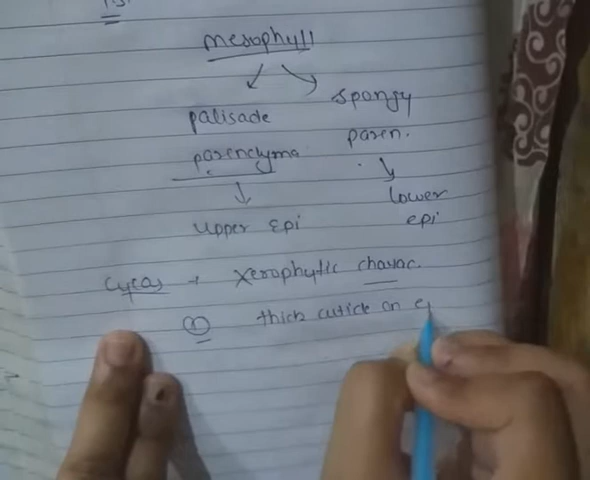 mesophyll
palisade
parenchyma
spongy
paren.
upper epi
lower
epi
Cycas → xerophytic charac.
① thick cuticle on e